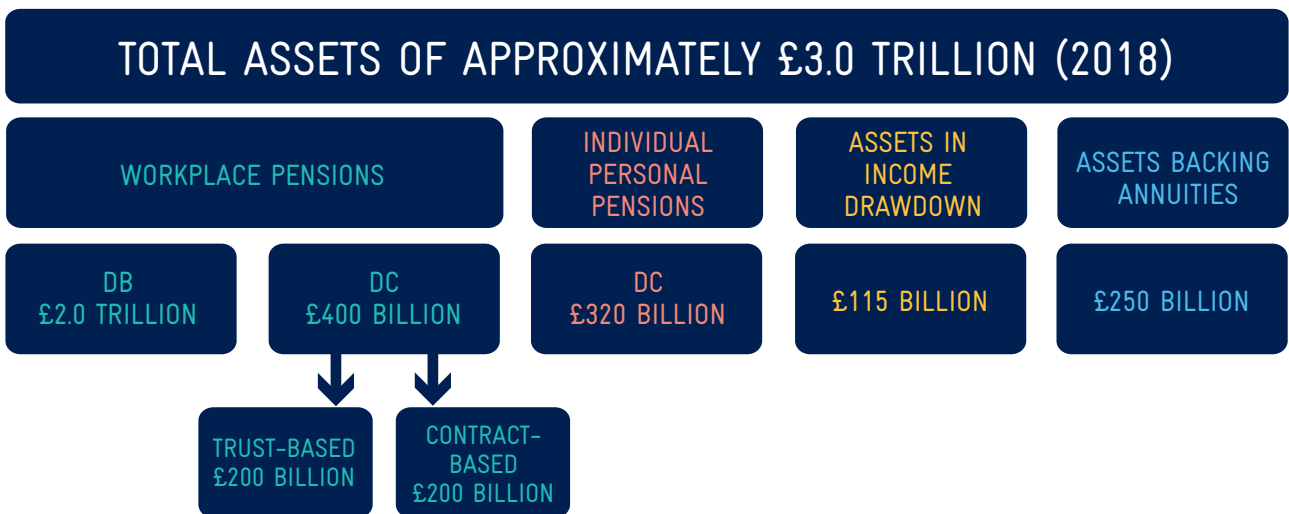 TOTAL ASSETS OF APPROXIMATELY £3.0 TRILLION (2018)
WORKPLACE PENSIONS
INDIVIDUAL
PERSONAL
PENSIONS
ASSETS IN
INCOME
DRAWDOWN
ASSETS BACKING
ANNUITIES
DB
£2.0 TRILLION
DC
£400 BILLION
DC
£320 BILLION
£115 BILLION
£250 BILLION
TRUST-BASED
£200 BILLION
CONTRACT-
BASED
£200 BILLION